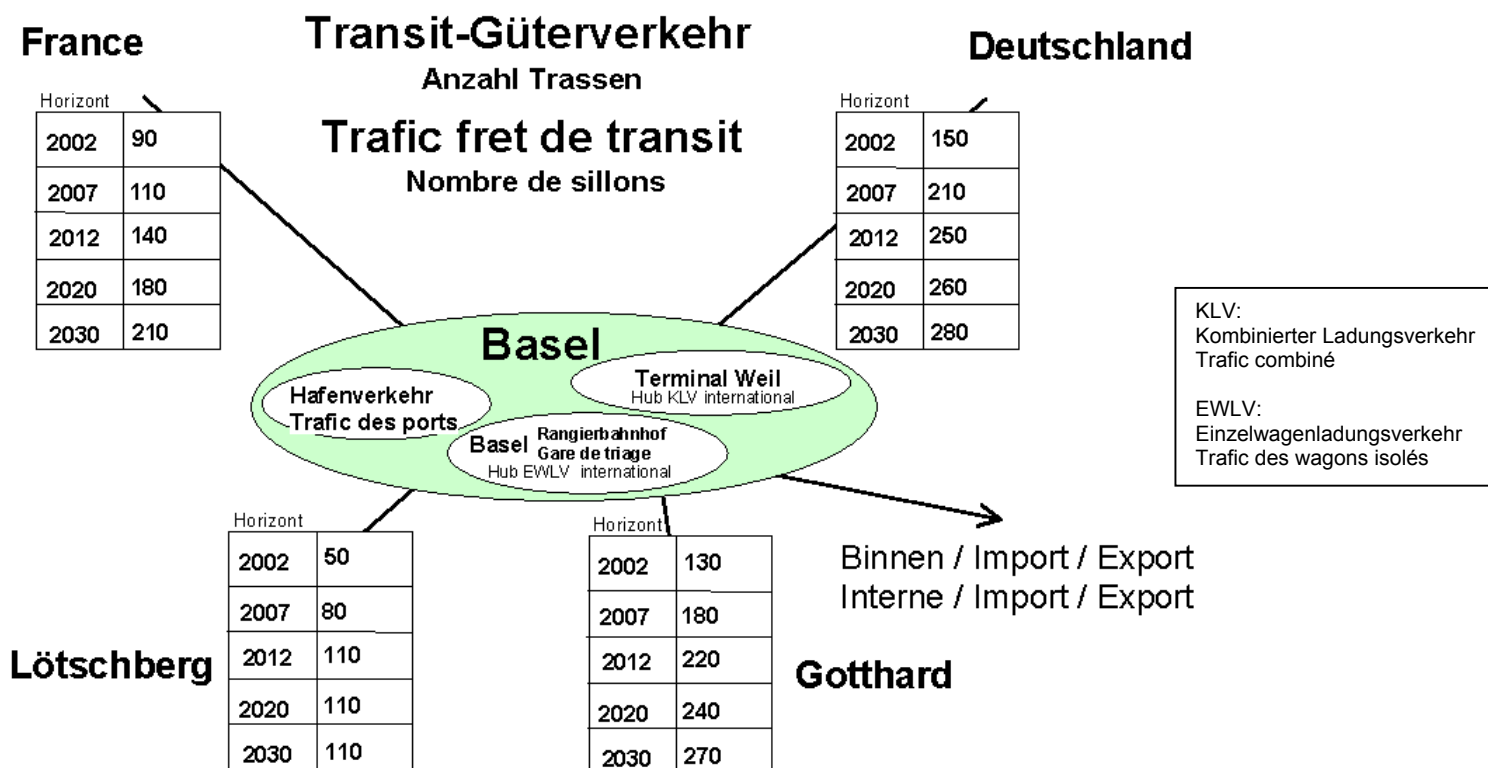 Transit-Güterverkehr
Anzahl Trassen
Trafic fret de transit
Nombre de sillons
France
Horizont
2002 90
2007 110
2012 140
2020 180
2030 210
Deutschland
Horizont
2002 150
2007 210
2012 250
2020 260
2030 280
KLV:
Kombinierter Ladungsverkehr
Trafic combiné
EWLV:
Einzelwagenladungsverkehr
Trafic des wagons isolés
Basel
Hafenverkehr
Trafic des ports
Terminal Weil
Hub KLV international
Basel Rangierbahnhof
Gare de triage
Hub EWLV international
Lötschberg
Horizont
2002 50
2007 80
2012 110
2020 110
2030 110
Gotthard
Horizont
2002 130
2007 180
2012 220
2020 240
2030 270
Binnen / Import / Export
Interne / Import / Export